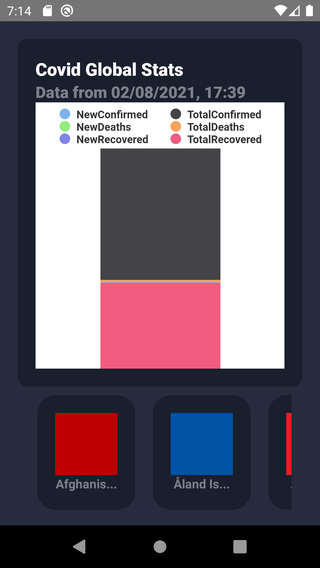 7:14
Covid Global Stats
Data from 02/08/2021, 17:39
NewConfirmed TotalConfirmed
NewDeaths TotalDeaths
NewRecovered TotalRecovered
Afghanis... Åland Is...